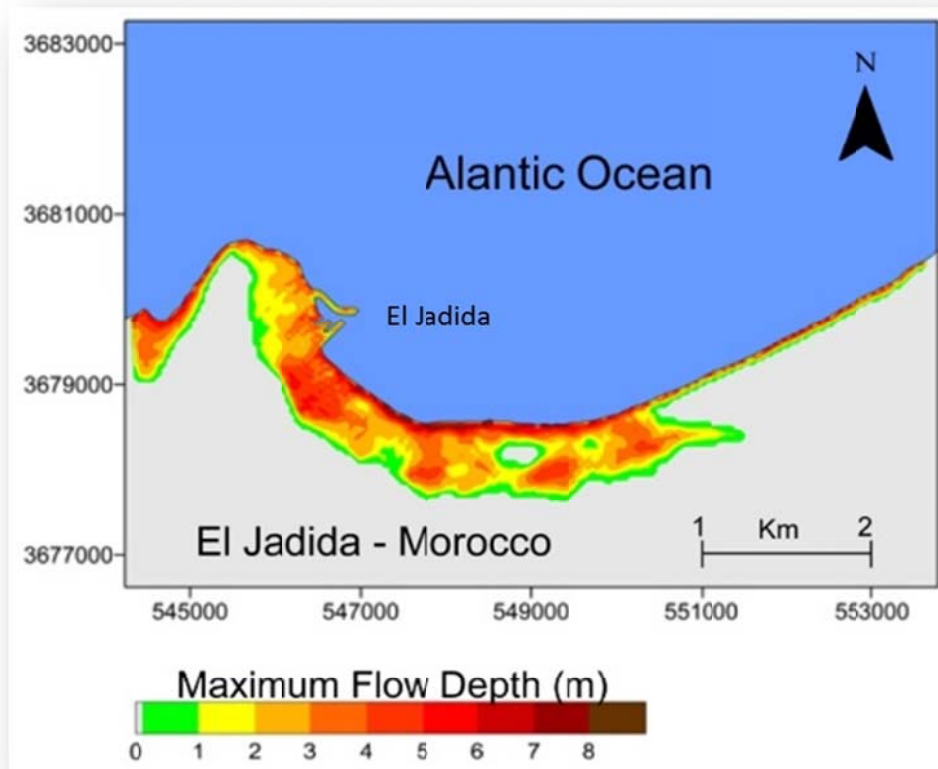 3683000
N
Alantic Ocean
3681000
El Jadida
3679000
1 Km 2
El Jadida - Morocco
3677000
545000 547000 549000 551000 553000
Maximum Flow Depth (m)
0 1 2 3 4 5 6 7 8